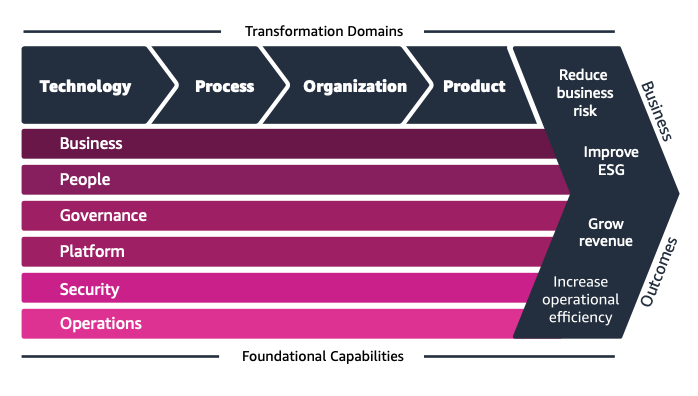 Transformation Domains
Technology
Process
Organization
Product
Reduce
business
risk
Improve
ESG
Grow
revenue
Increase
operational
efficiency
Business
Outcomes
Business
People
Governance
Platform
Security
Operations
Foundational Capabilities